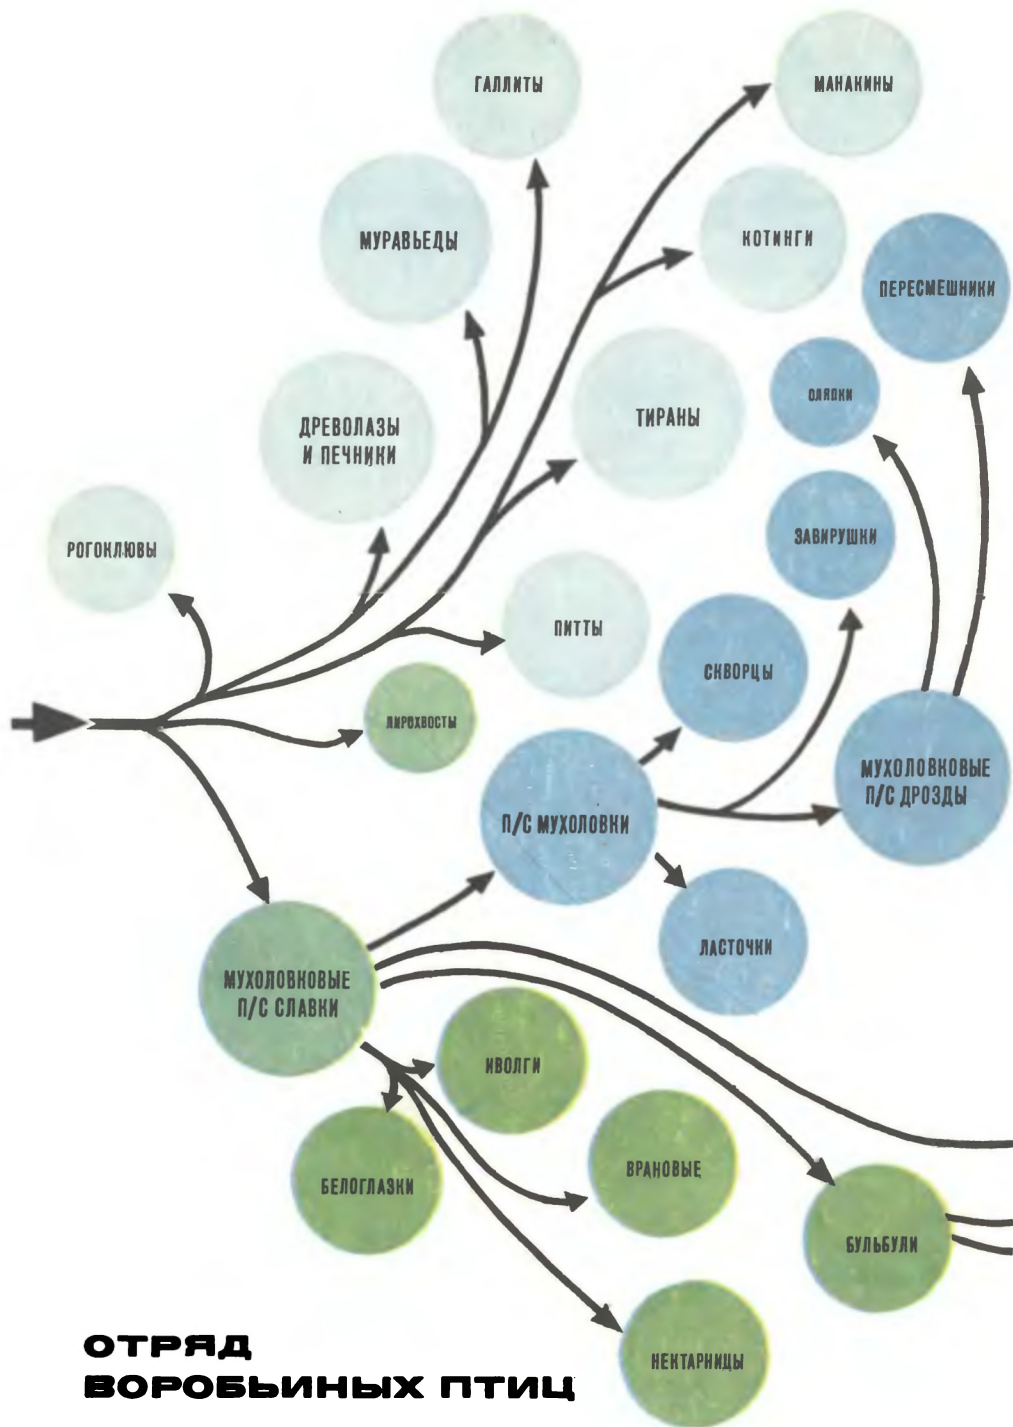 ГАЛЛИТЫ
МАНАКИНЫ
МУРАВЬЕДЫ
КОТИНГИ
ПЕРЕСМЕШНИКИ
ОЛЯПКИ
ДРЕВОЛАЗЫ
И ПЕЧНИКИ
ТИРАНЫ
ЗАВИРУШКИ
РОГОКЛЮВЫ
ПИТТЫ
СКВОРЦЫ
ЛИРОХВОСТЫ
П/С МУХОЛОВКИ
МУХОЛОВКОВЫЕ
П/С ДРОЗДЫ
ЛАСТОЧКИ
МУХОЛОВКОВЫЕ
П/С СЛАВКИ
ИВОЛГИ
БЕЛОГЛАЗКИ
ВРАНОВЫЕ
БУЛЬБУЛИ
НЕКТАРНИЦЫ
ОТРЯД
ВОРОБЬИНЫХ ПТИЦ